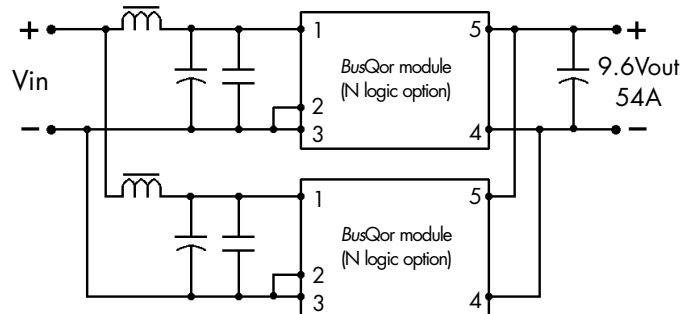 + 1 5 +
BusQor module
(N logic option)
Vin 9.6Vout
54A
2
− 3 4 −
1 5
BusQor module
(N logic option)
2
3 4